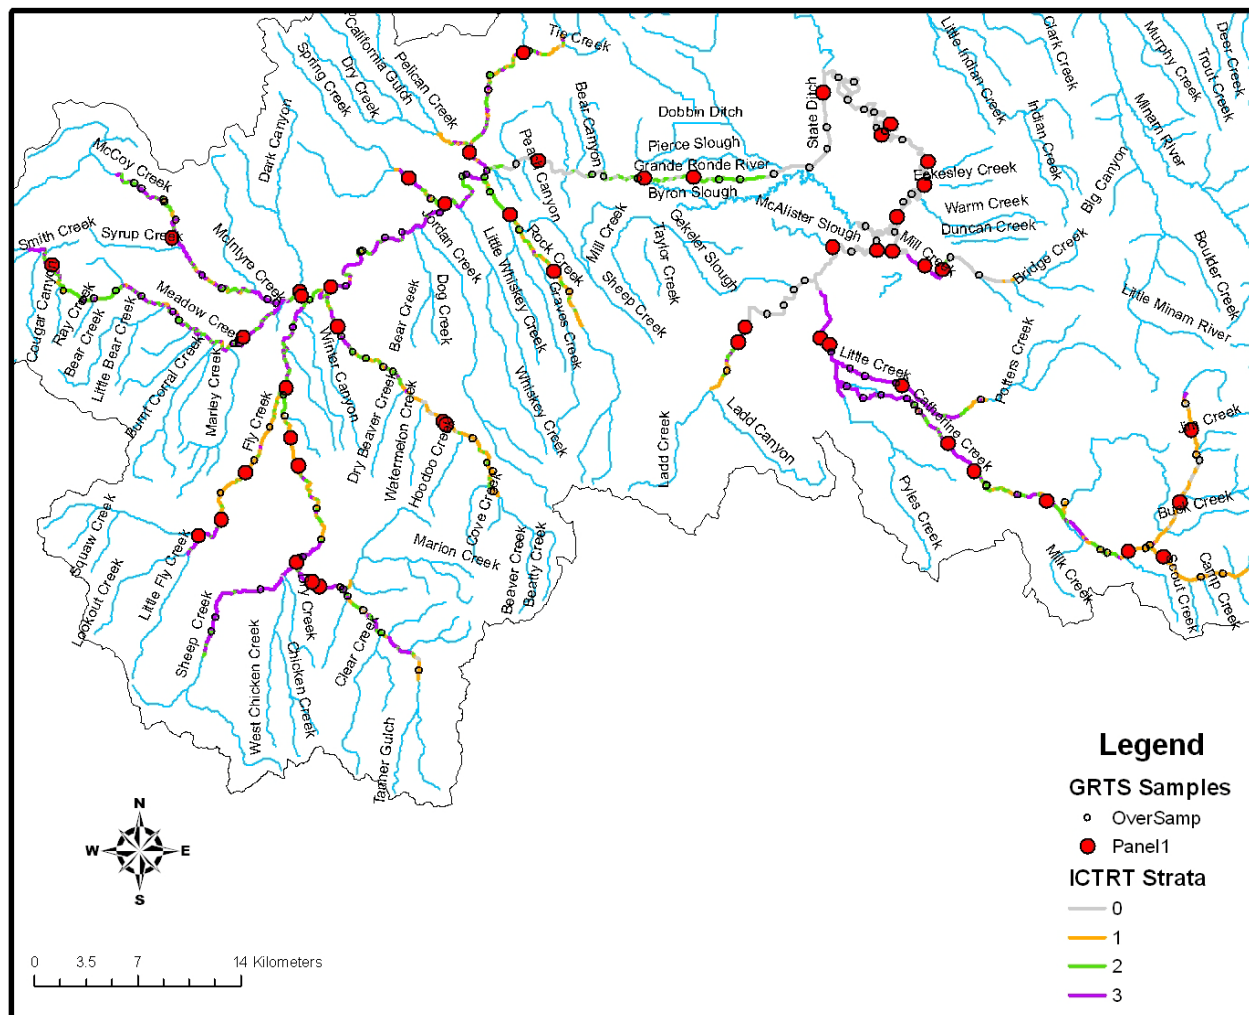 Tie Creek
California Gulch
Pelican Creek
Dry Creek
Spring Creek
Dark Canyon
Bear Canyon
Dobbin Ditch
State Ditch
Little Indian Creek
Clark Creek
Murphy Creek
Deer Creek
Trout Creek
Minam River
Indian Creek
Pierce Slough
Grande Ronde River
Byron Slough
McCoy Creek
Smith Creek
Syrup Creek
McIntyre Creek
Jordan Creek
Rock Creek
Mill Creek
Gekeler Slough
Taylor Creek
McAlister Slough
Mill Creek
Warm Creek
Duncan Creek
Big Canyon
Bridge Creek
Boulder Creek
Little Minam River
Cougar Canyon
Ray Creek
Bear Creek
Little Bear Creek
Meadow Creek
Burnt Corral Creek
Marley Creek
Fly Creek
Winter Canyon
Bear Creek
Dog Creek
Little Whiskey Creek
Graves Creek
Sheep Creek
Whiskey Creek
Dry Beaver Creek
Watermelon Creek
Hoodoo Creek
Cove Creek
Ladd Creek
Ladd Canyon
Little Creek
Catherine Creek
Potters Creek
Pyles Creek
Jim Creek
Buck Creek
Milk Creek
Scout Creek
Camp Creek
Squaw Creek
Lookout Creek
Little Fly Creek
Marion Creek
Beaver Creek
Beatty Creek
Sheep Creek
West Chicken Creek
Chicken Creek
Clear Creek
Tanner Gulch
Legend
GRTS Samples
OverSamp
Panel1
ICTRT Strata
0
1
2
3
N
W E
S
0 3.5 7 14 Kilometers